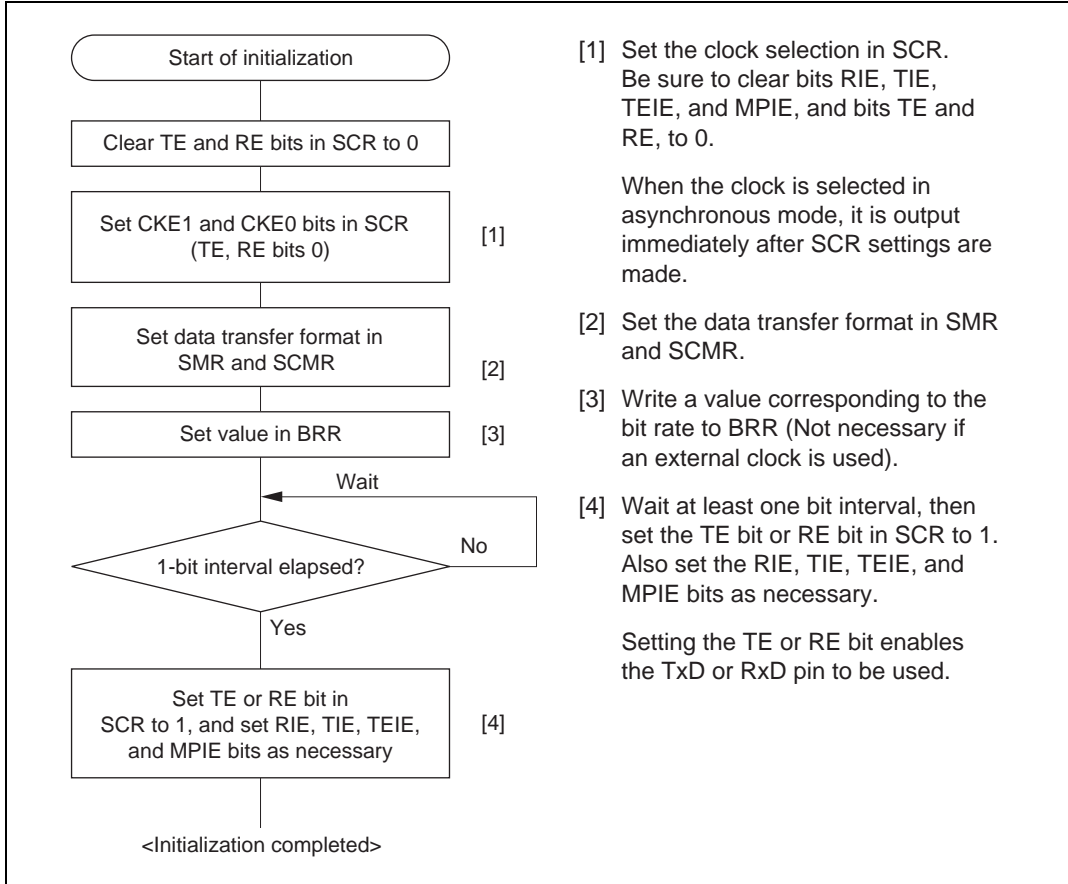 Start of initialization
Clear TE and RE bits in SCR to 0
Set CKE1 and CKE0 bits in SCR
(TE, RE bits 0)
[1]
Set data transfer format in
SMR and SCMR
[2]
Set value in BRR
[3]
Wait
No
1-bit interval elapsed?
Yes
Set TE or RE bit in
SCR to 1, and set RIE, TIE, TEIE,
and MPIE bits as necessary
[4]
<Initialization completed>
[1] Set the clock selection in SCR.
Be sure to clear bits RIE, TIE,
TEIE, and MPIE, and bits TE and
RE, to 0.
When the clock is selected in
asynchronous mode, it is output
immediately after SCR settings are
made.
[2] Set the data transfer format in SMR
and SCMR.
[3] Write a value corresponding to the
bit rate to BRR (Not necessary if
an external clock is used).
[4] Wait at least one bit interval, then
set the TE bit or RE bit in SCR to 1.
Also set the RIE, TIE, TEIE, and
MPIE bits as necessary.
Setting the TE or RE bit enables
the TxD or RxD pin to be used.